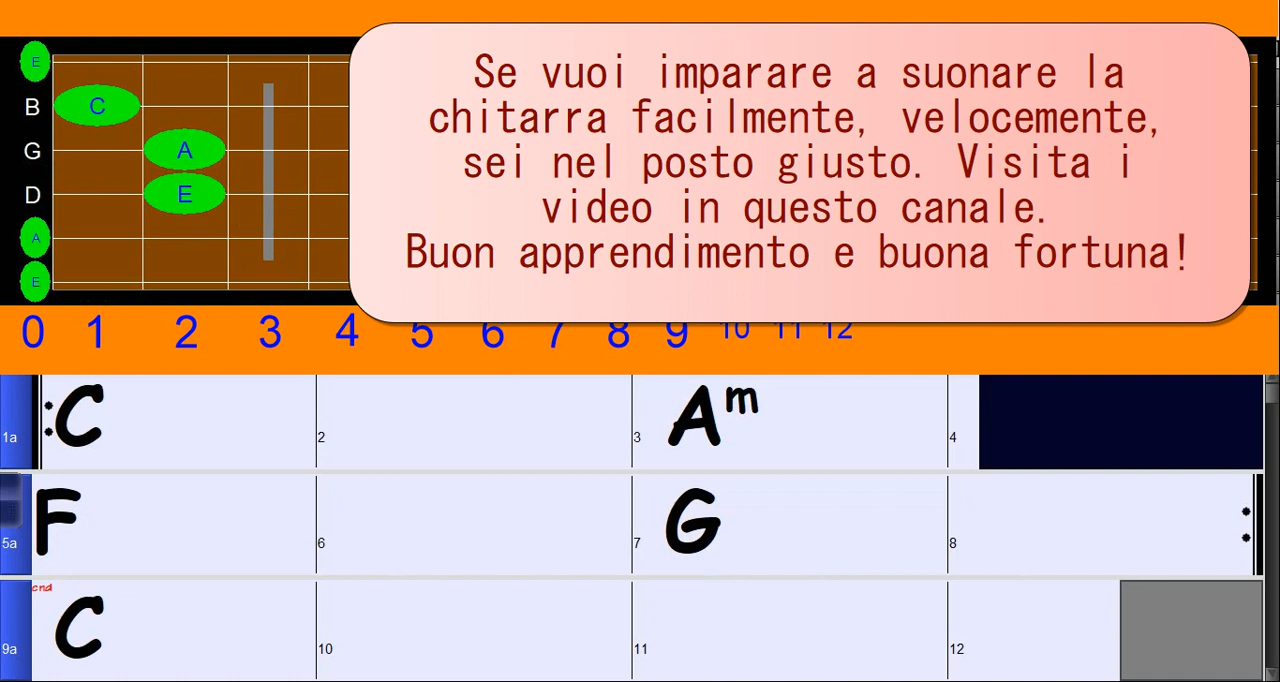 Se vuoi imparare a suonare la
chitarra facilmente, velocemente,
sei nel posto giusto. Visita i
video in questo canale.
Buon apprendimento e buona fortuna!
E
B C
G A
D E
A
E
0 1 2 3 4 5 6 7 8 9 10 11 12
1a C 2 3 Am 4
5a F 6 7 G 8
end
9a C 10 11 12